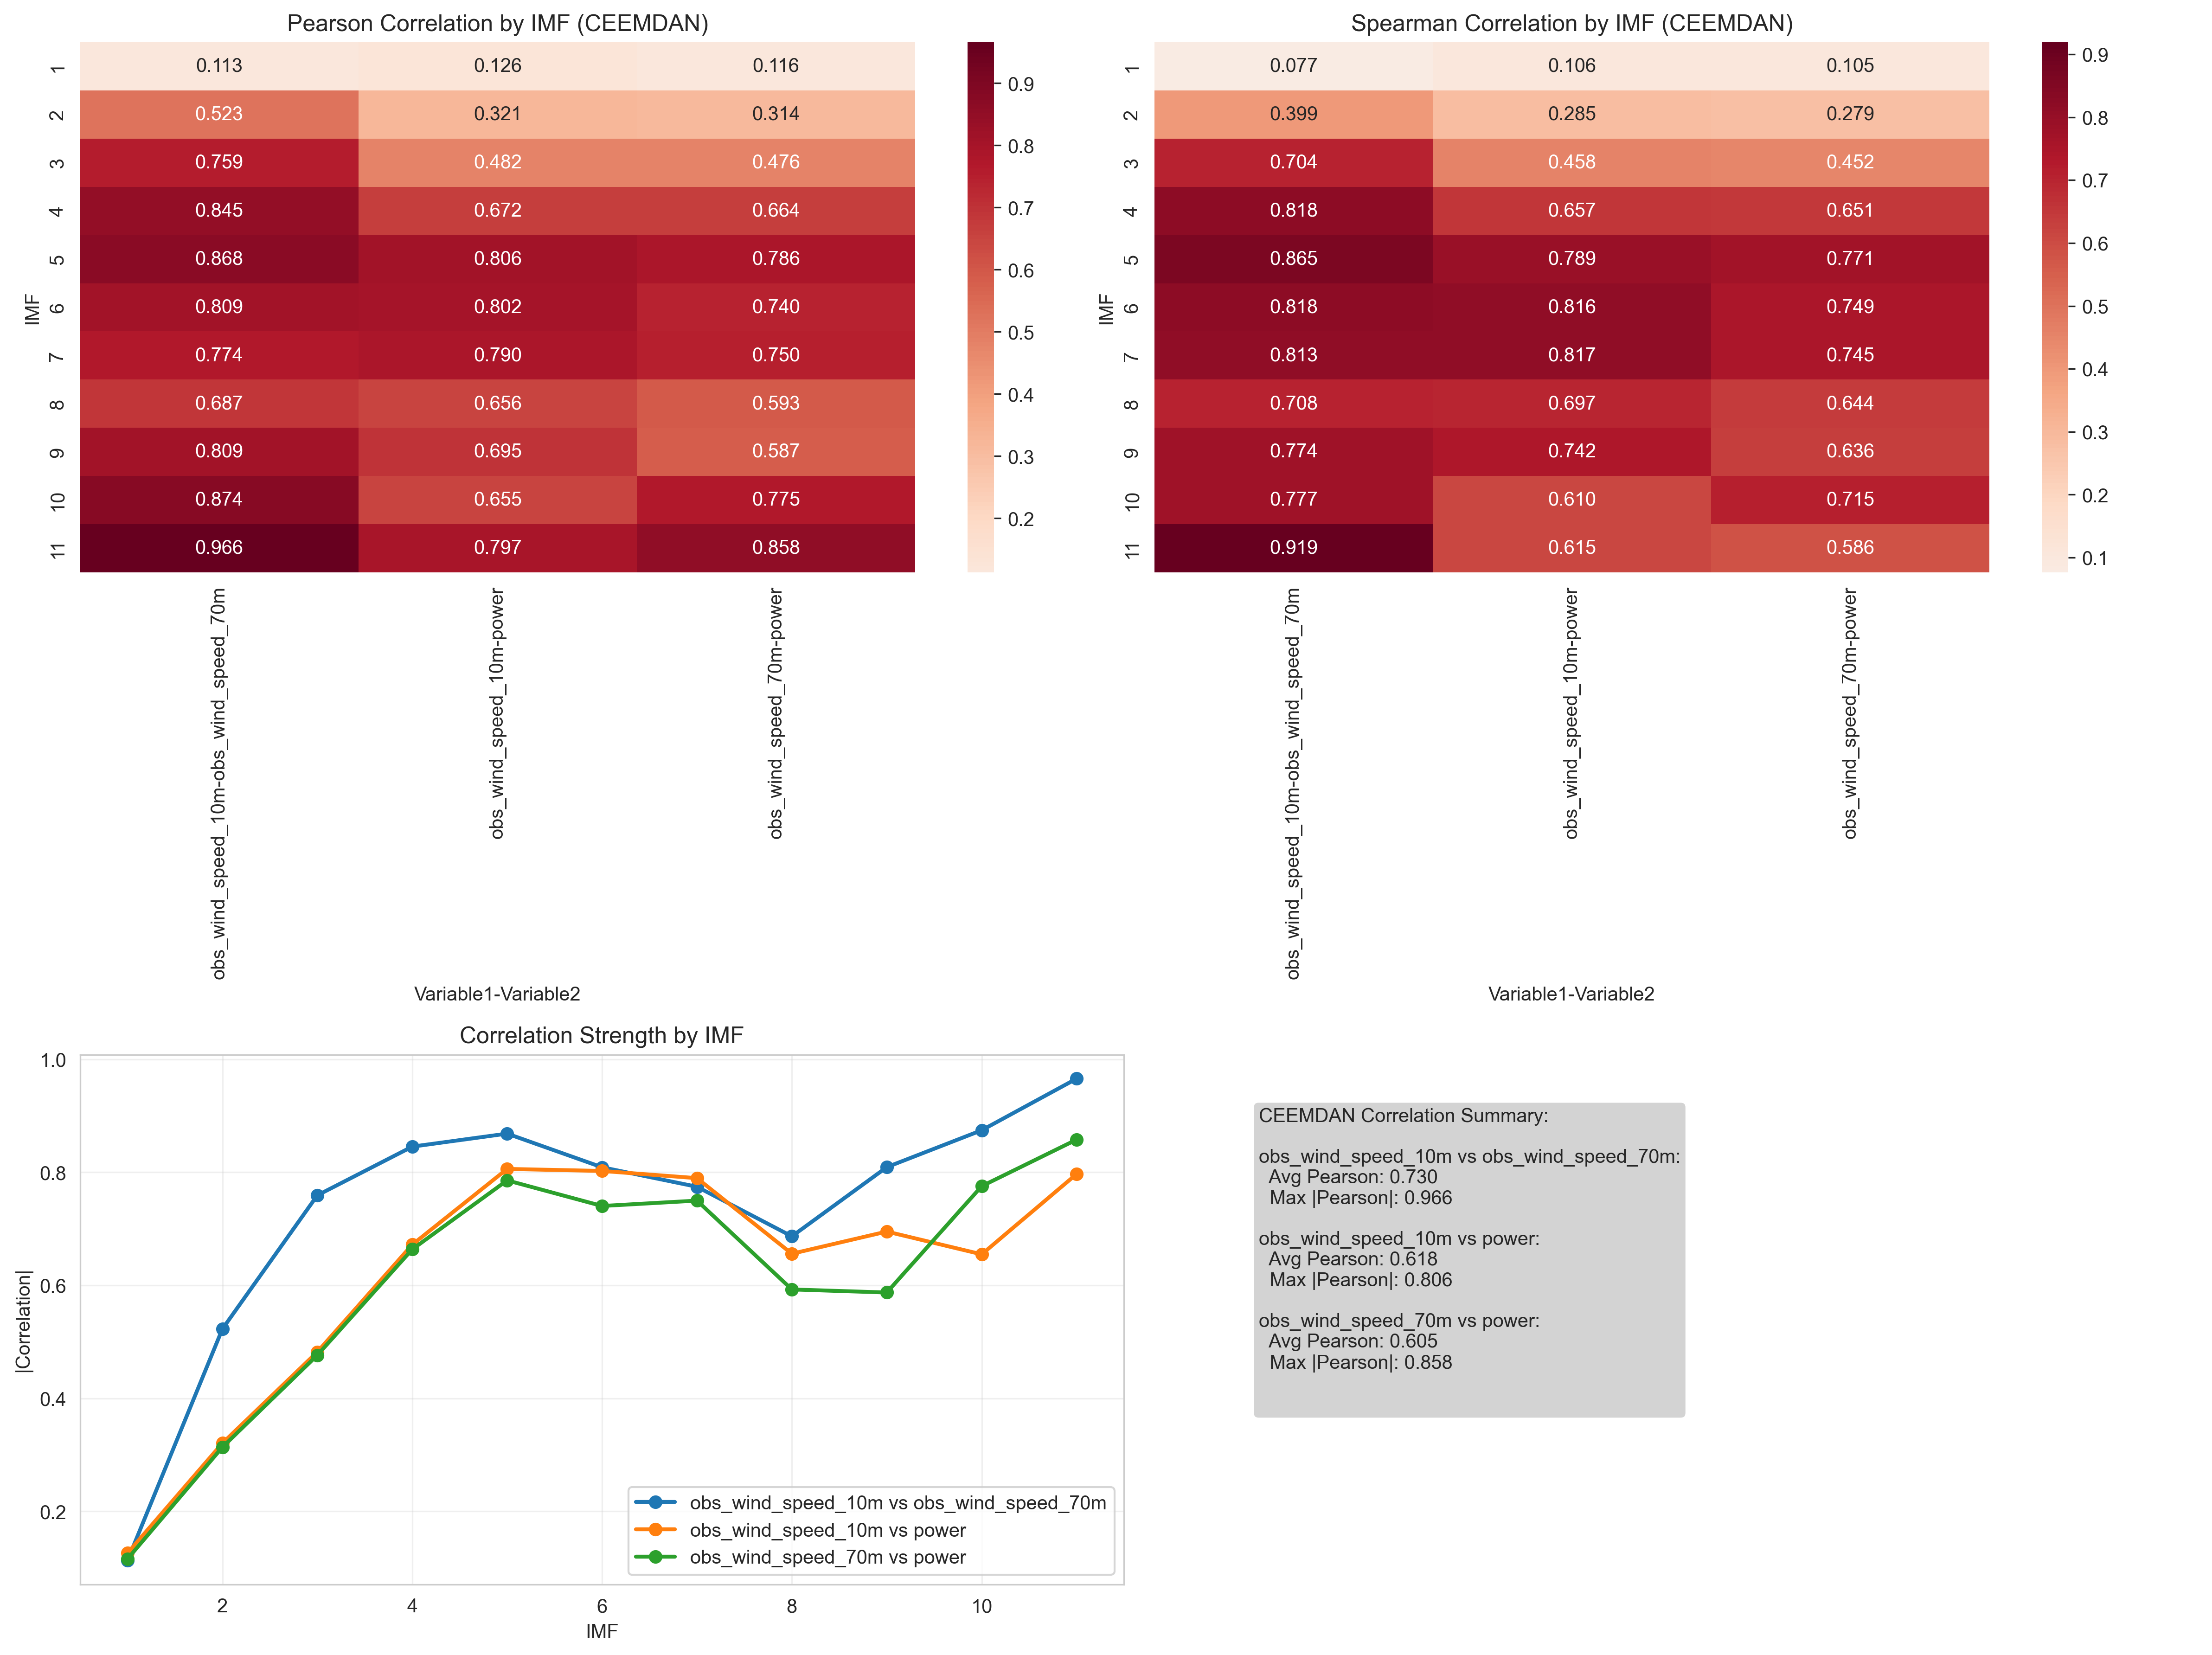 Pearson Correlation by IMF (CEEMDAN)
IMF
1 0.113 0.126 0.116
2 0.523 0.321 0.314
3 0.759 0.482 0.476
4 0.845 0.672 0.664
5 0.868 0.806 0.786
6 0.809 0.802 0.740
7 0.774 0.790 0.750
8 0.687 0.656 0.593
9 0.809 0.695 0.587
10 0.874 0.655 0.775
11 0.966 0.797 0.858
0.9
0.8
0.7
0.6
0.5
0.4
0.3
0.2
obs_wind_speed_10m-obs_wind_speed_70m
obs_wind_speed_10m-power
obs_wind_speed_70m-power
Variable1-Variable2
Spearman Correlation by IMF (CEEMDAN)
IMF
1 0.077 0.106 0.105
2 0.399 0.285 0.279
3 0.704 0.458 0.452
4 0.818 0.657 0.651
5 0.865 0.789 0.771
6 0.818 0.816 0.749
7 0.813 0.817 0.745
8 0.708 0.697 0.644
9 0.774 0.742 0.636
10 0.777 0.610 0.715
11 0.919 0.615 0.586
0.9
0.8
0.7
0.6
0.5
0.4
0.3
0.2
0.1
obs_wind_speed_10m-obs_wind_speed_70m
obs_wind_speed_10m-power
obs_wind_speed_70m-power
Variable1-Variable2
Correlation Strength by IMF
|Correlation|
1.0
0.8
0.6
0.4
0.2
obs_wind_speed_10m vs obs_wind_speed_70m
obs_wind_speed_10m vs power
obs_wind_speed_70m vs power
2 4 6 8 10
IMF
CEEMDAN Correlation Summary:
obs_wind_speed_10m vs obs_wind_speed_70m:
Avg Pearson: 0.730
Max |Pearson|: 0.966
obs_wind_speed_10m vs power:
Avg Pearson: 0.618
Max |Pearson|: 0.806
obs_wind_speed_70m vs power:
Avg Pearson: 0.605
Max |Pearson|: 0.858